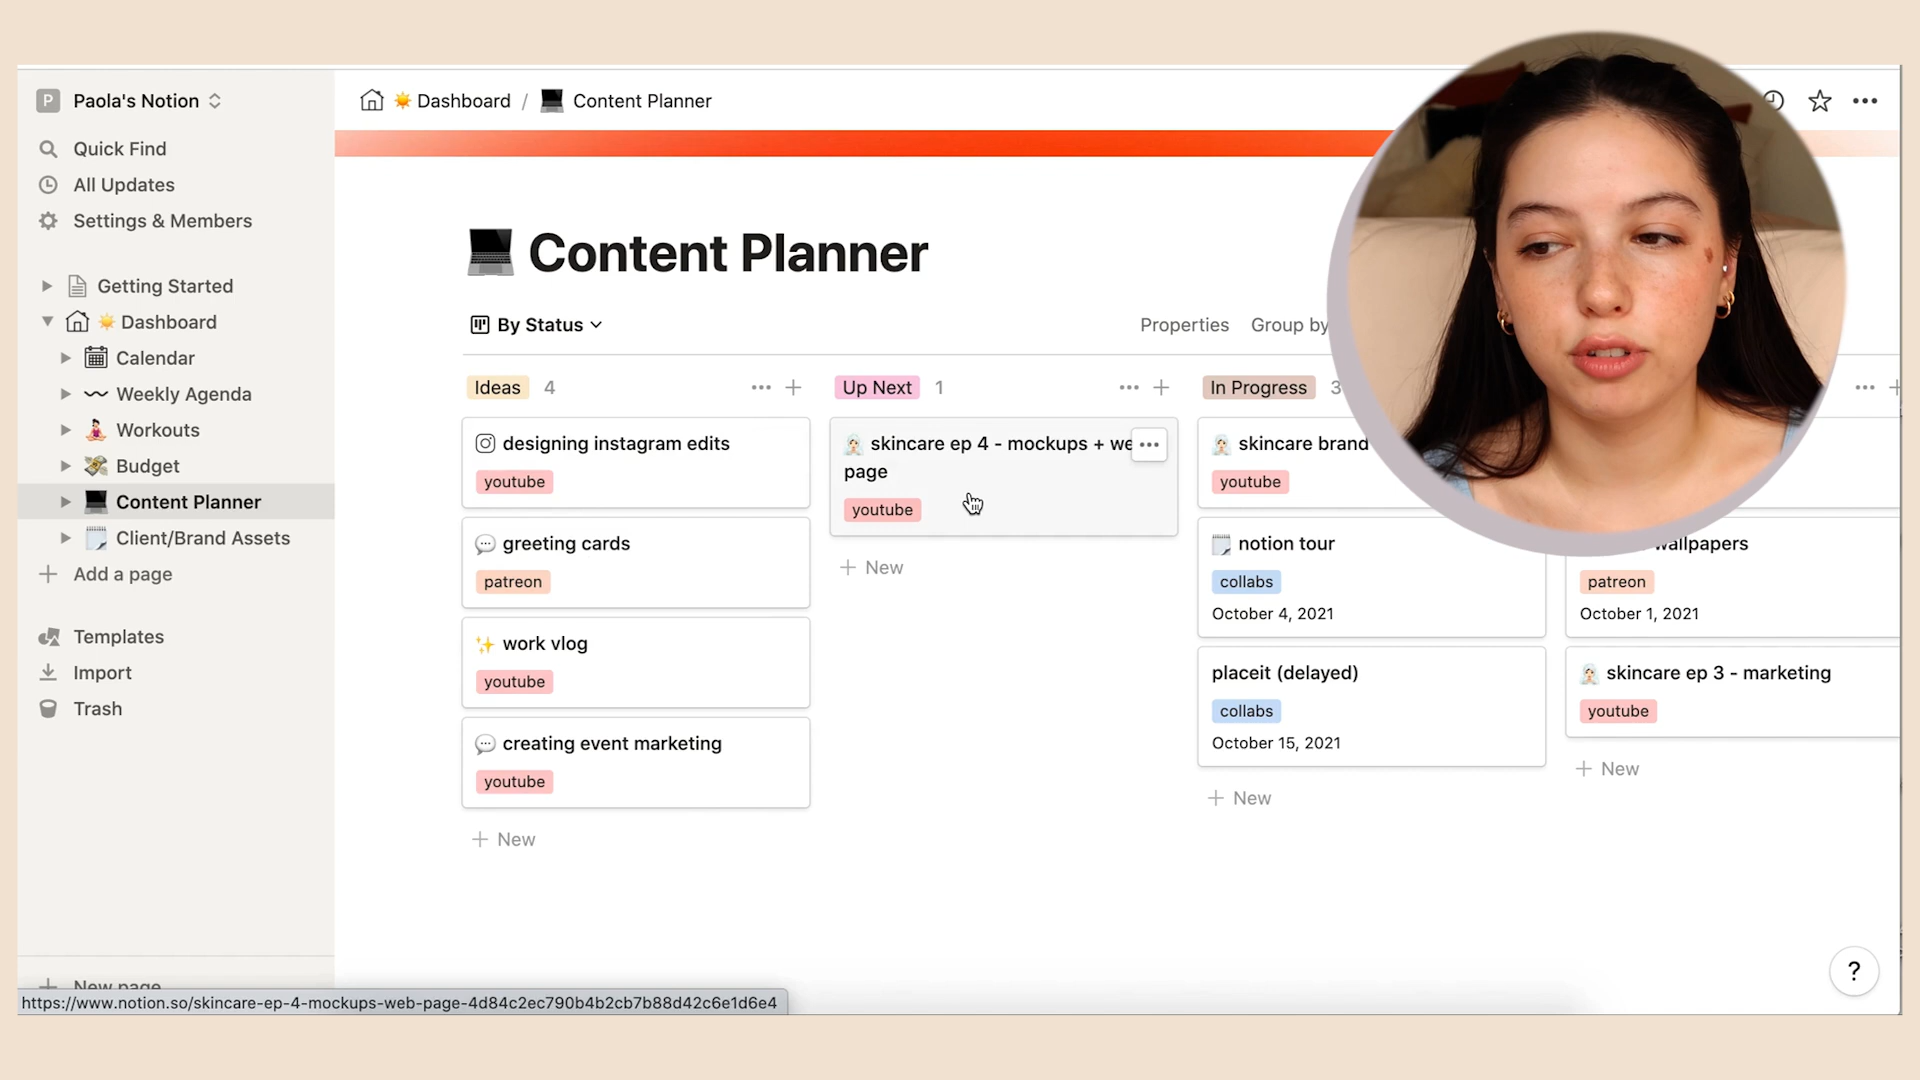 P Paola's Notion
Quick Find
All Updates
Settings & Members
Getting Started
Dashboard
Calendar
Weekly Agenda
Workouts
Budget
Content Planner
Client/Brand Assets
Add a page
Templates
Import
Trash
New page
https://www.notion.so/skincare-ep-4-mockups-web-page-4d84c2ec790b4b2cb7b88d42c6e1d6e4
Dashboard / Content Planner
Content Planner
By Status
Properties
Group by
Ideas 4
designing instagram edits
youtube
greeting cards
patreon
work vlog
youtube
creating event marketing
youtube
New
Up Next 1
skincare ep 4 - mockups + we
page
youtube
New
In Progress 3
skincare brand
youtube
notion tour
collabs
October 4, 2021
placeit (delayed)
collabs
October 15, 2021
New
wallpapers
patreon
October 1, 2021
skincare ep 3 - marketing
youtube
New
?